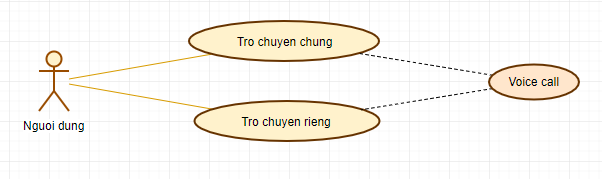 Tro chuyen chung
Voice call
Tro chuyen rieng
Nguoi dung